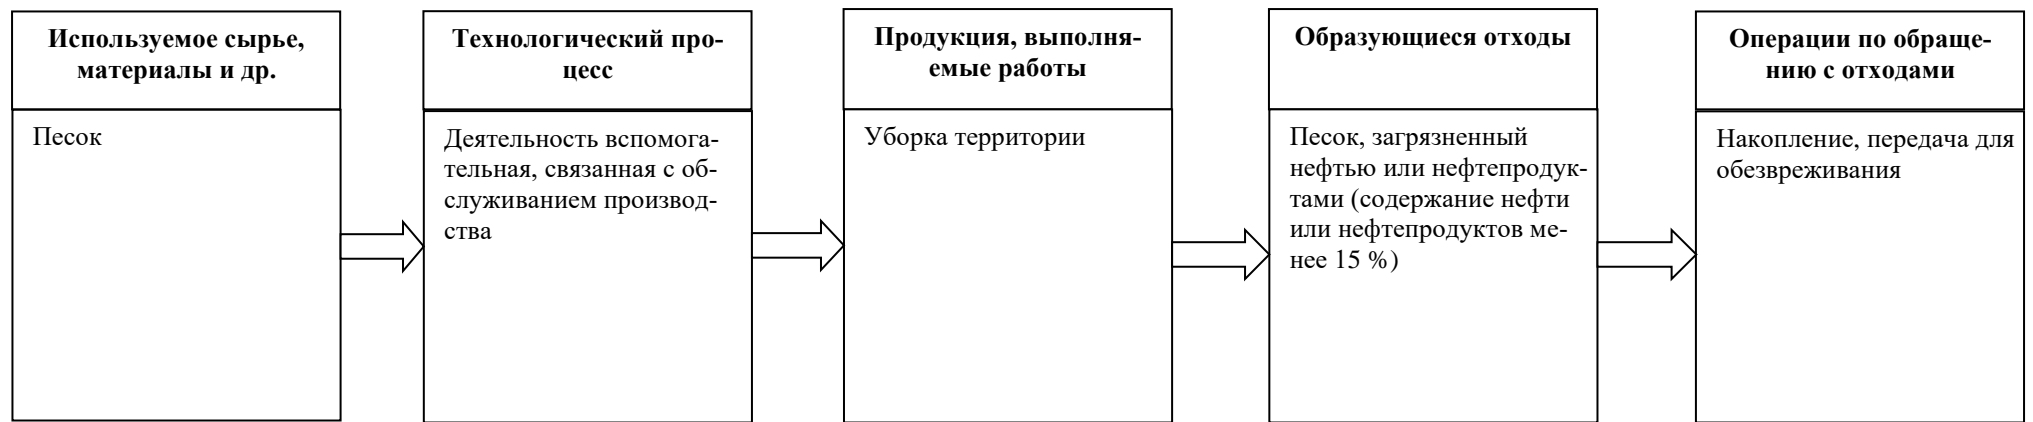 Используемое сырье,
материалы и др.
Песок
Технологический про-
цесс
Деятельность вспомога-
тельная, связанная с об-
служиванием производ-
ства
Продукция, выполня-
емые работы
Уборка территории
Образующиеся отходы
Песок, загрязненный
нефтью или нефтепродук-
тами (содержание нефти
или нефтепродуктов ме-
нее 15 %)
Операции по обраще-
нию с отходами
Накопление, передача для
обезвреживания